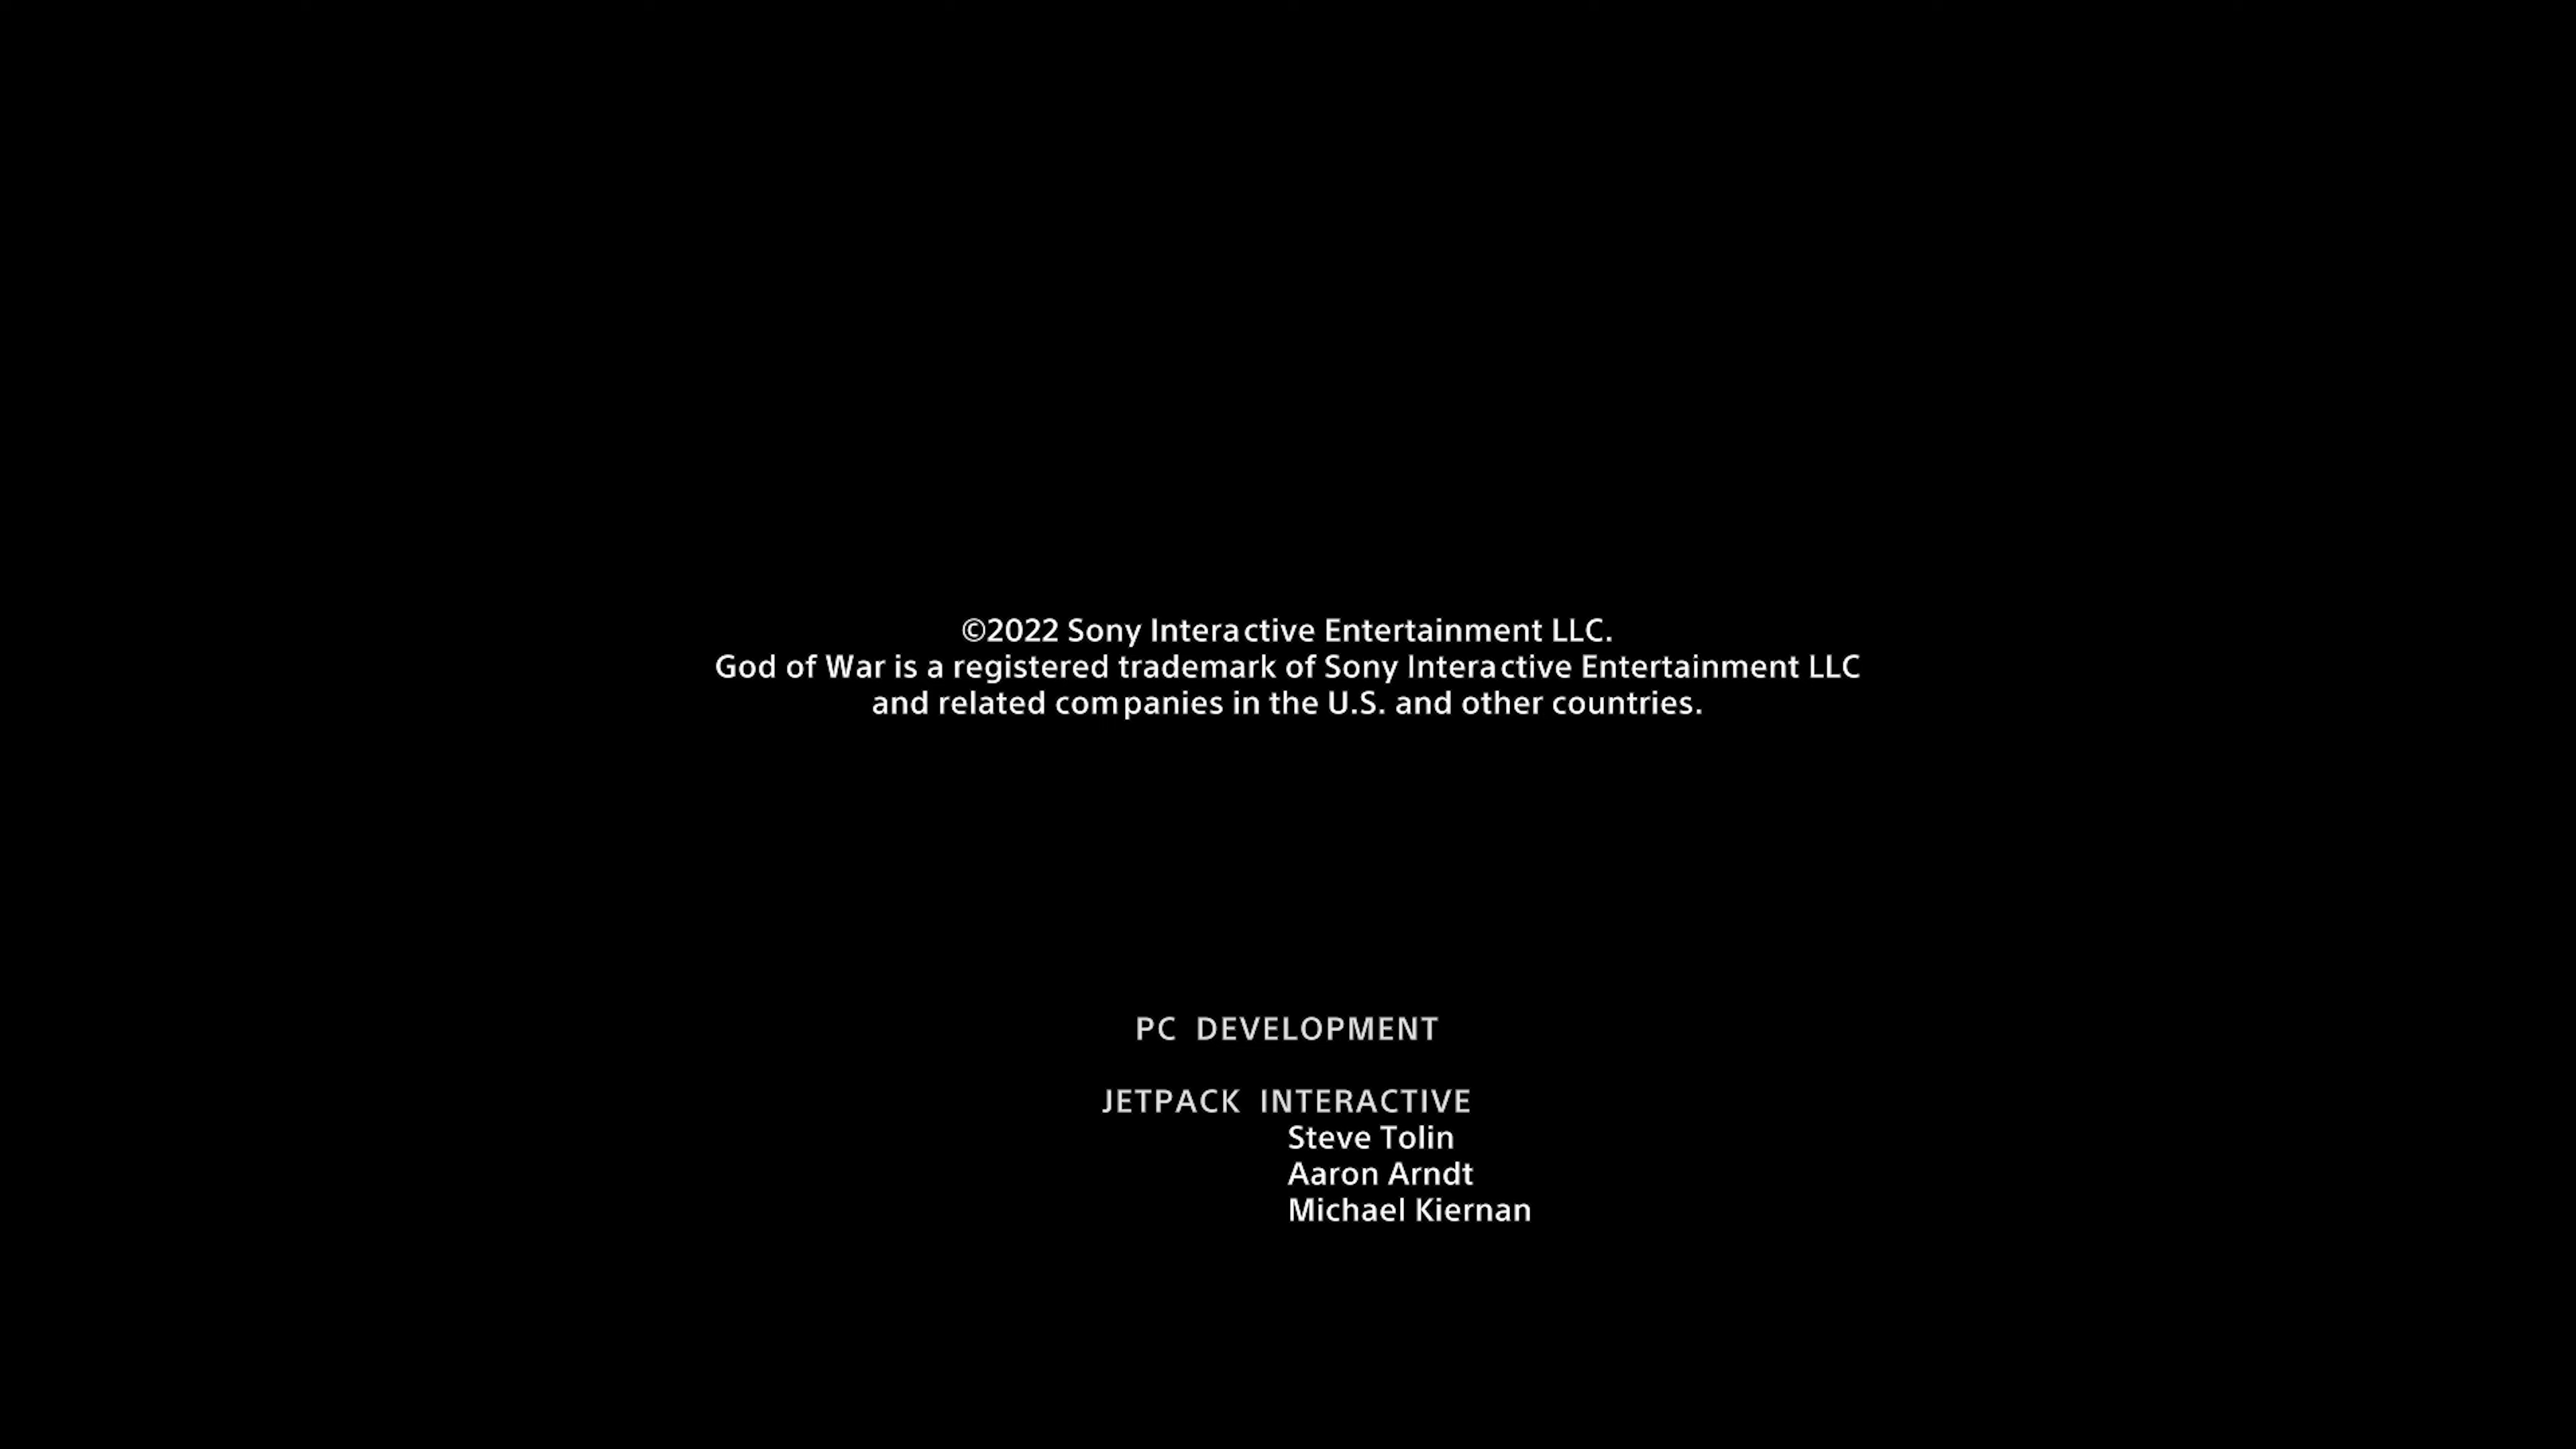 ©2022 Sony Interactive Entertainment LLC.
God of War is a registered trademark of Sony Interactive Entertainment LLC
and related companies in the U.S. and other countries.
PC DEVELOPMENT
JETPACK INTERACTIVE
Steve Tolin
Aaron Arndt
Michael Kiernan